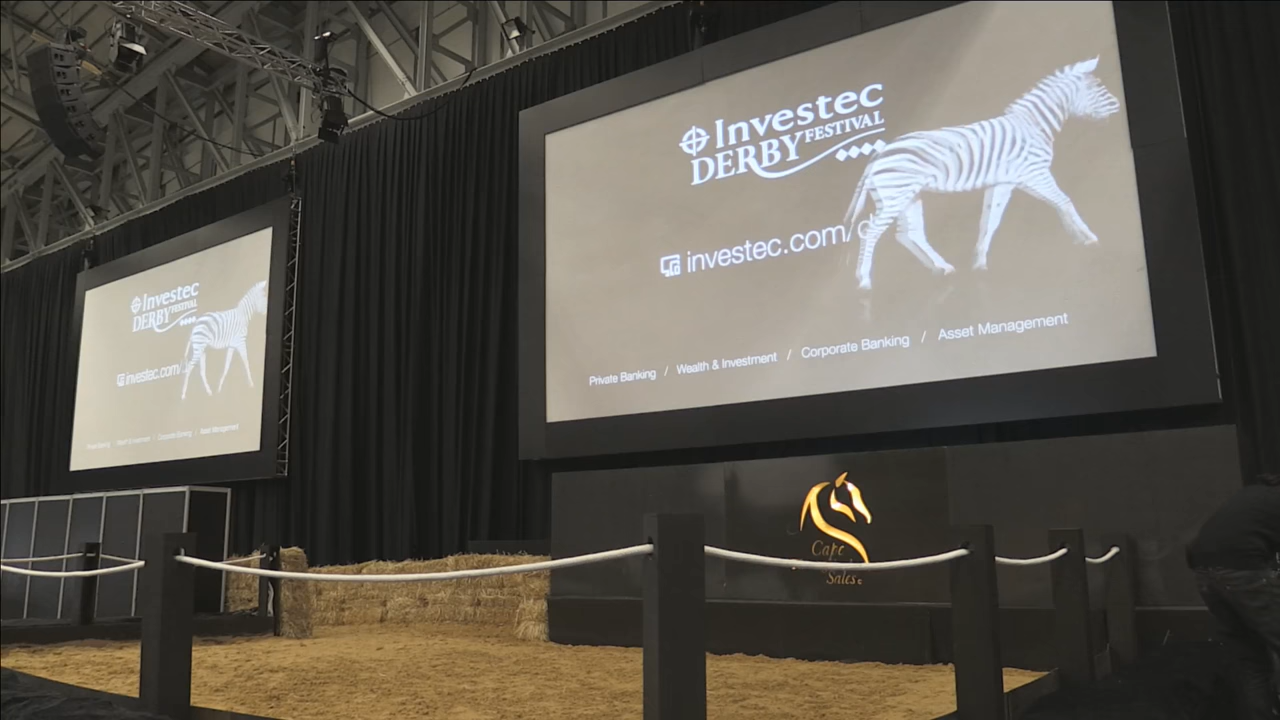 Investec
DERBY FESTIVAL
investec.com/
Private Banking / Wealth & Investment / Corporate Banking / Asset Management
Investec
DERBY FESTIVAL
investec.com/
Cape
Sales